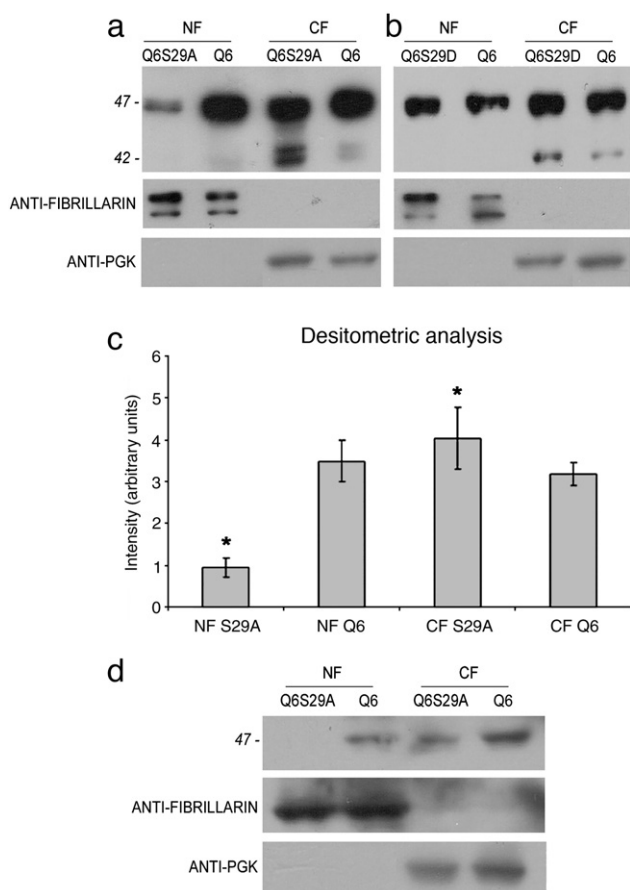 a b
NF CF NF CF
Q6S29A Q6 Q6S29A Q6 Q6S29D Q6 Q6S29D Q6
47 -
42 -
ANTI-FIBRILLARIN
ANTI-PGK
c
Desitometric analysis
Intensity (arbitrary units)
6
5
4
3
2
1
0
* *
NF S29A NF Q6 CF S29A CF Q6
d
NF CF
Q6S29A Q6 Q6S29A Q6
47 -
ANTI-FIBRILLARIN
ANTI-PGK